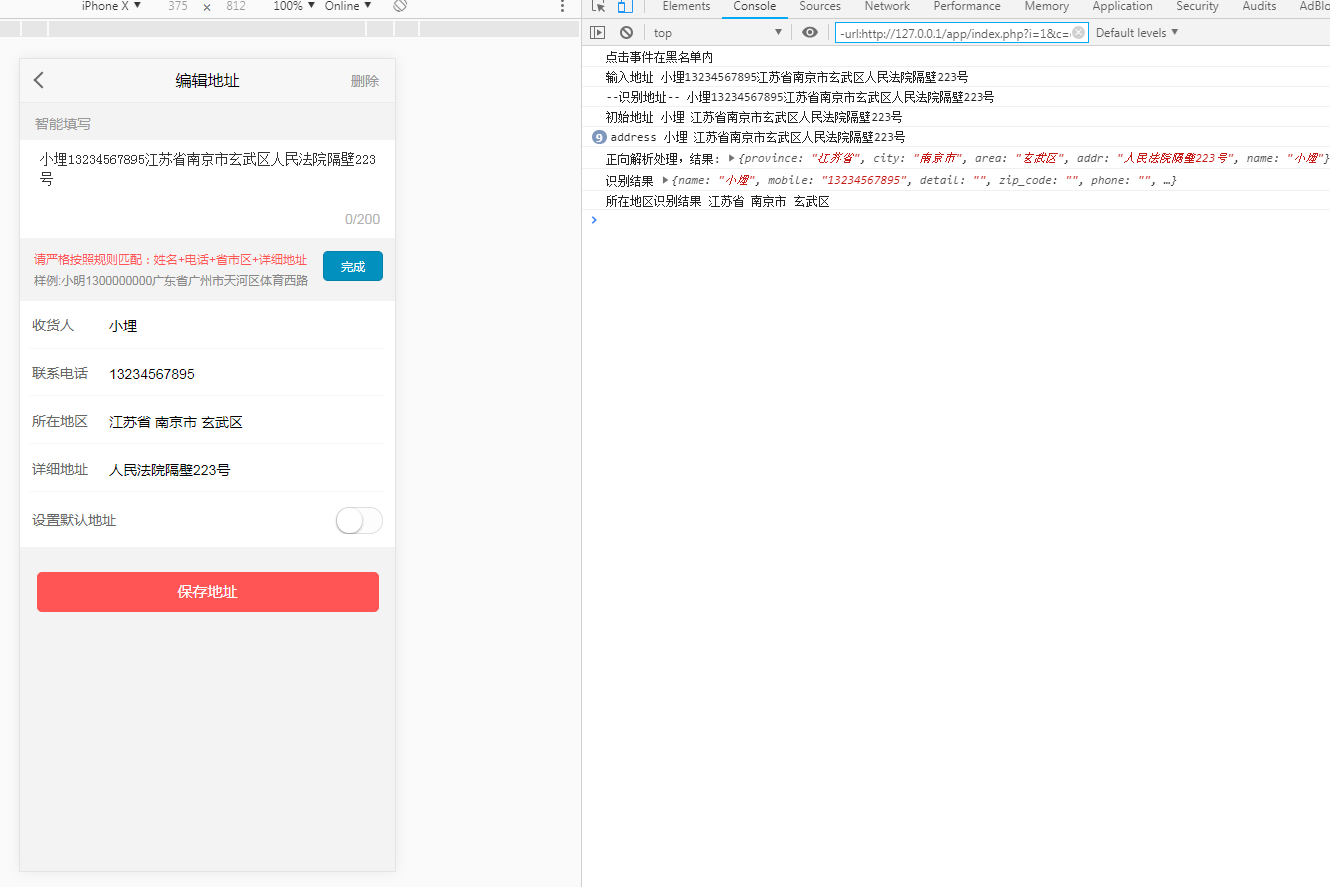 iPhone X ▼ 375 × 812 100% ▼ Online ▼
编辑地址 删除
智能填写
小埋13234567895江苏省南京市玄武区人民法院隔壁223
号
0/200
请严格按照规则匹配：姓名+电话+省市区+详细地址
样例:小明1300000000广东省广州市天河区体育西路
完成
收货人 小埋
联系电话 13234567895
所在地区 江苏省 南京市 玄武区
详细地址 人民法院隔壁223号
设置默认地址
保存地址
Elements Console Sources Network Performance Memory Application Security Audits AdBlo
top ▼ -url:http://127.0.0.1/app/index.php?i=1&c= Default levels ▼
点击事件在黑名单内
输入地址 小埋13234567895江苏省南京市玄武区人民法院隔壁223号
--识别地址-- 小埋13234567895江苏省南京市玄武区人民法院隔壁223号
初始地址 小埋 江苏省南京市玄武区人民法院隔壁223号
9 address 小埋 江苏省南京市玄武区人民法院隔壁223号
正向解析处理，结果: ▶{province: "江苏省", city: "南京市", area: "玄武区", addr: "人民法院隔壁223号", name: "小埋"}
识别结果 ▶{name: "小埋", mobile: "13234567895", detail: "", zip_code: "", phone: "", …}
所在地区识别结果 江苏省 南京市 玄武区